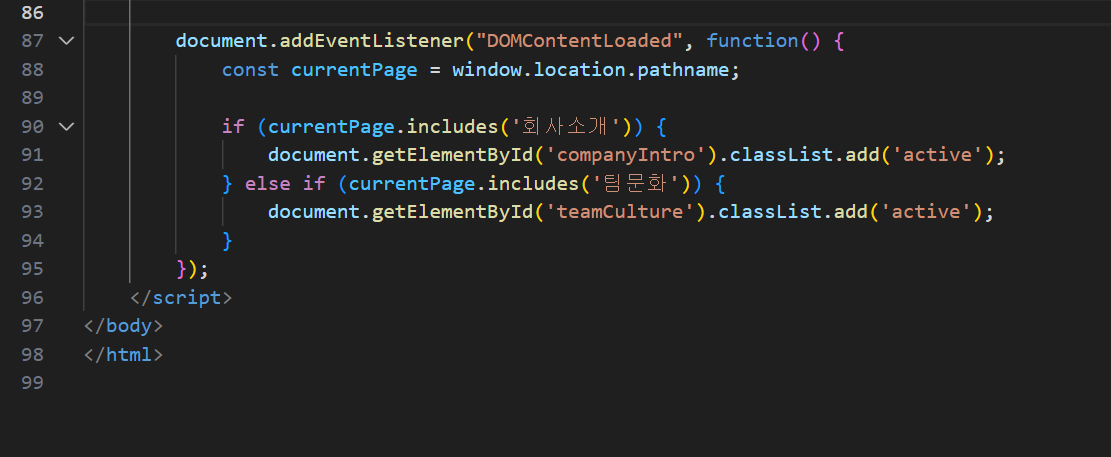 86
87 document.addEventListener("DOMContentLoaded", function() {
88 const currentPage = window.location.pathname;
89
90 if (currentPage.includes('회사소개')) {
91 document.getElementById('companyIntro').classList.add('active');
92 } else if (currentPage.includes('팀문화')) {
93 document.getElementById('teamCulture').classList.add('active');
94 }
95 });
96 </script>
97 </body>
98 </html>
99